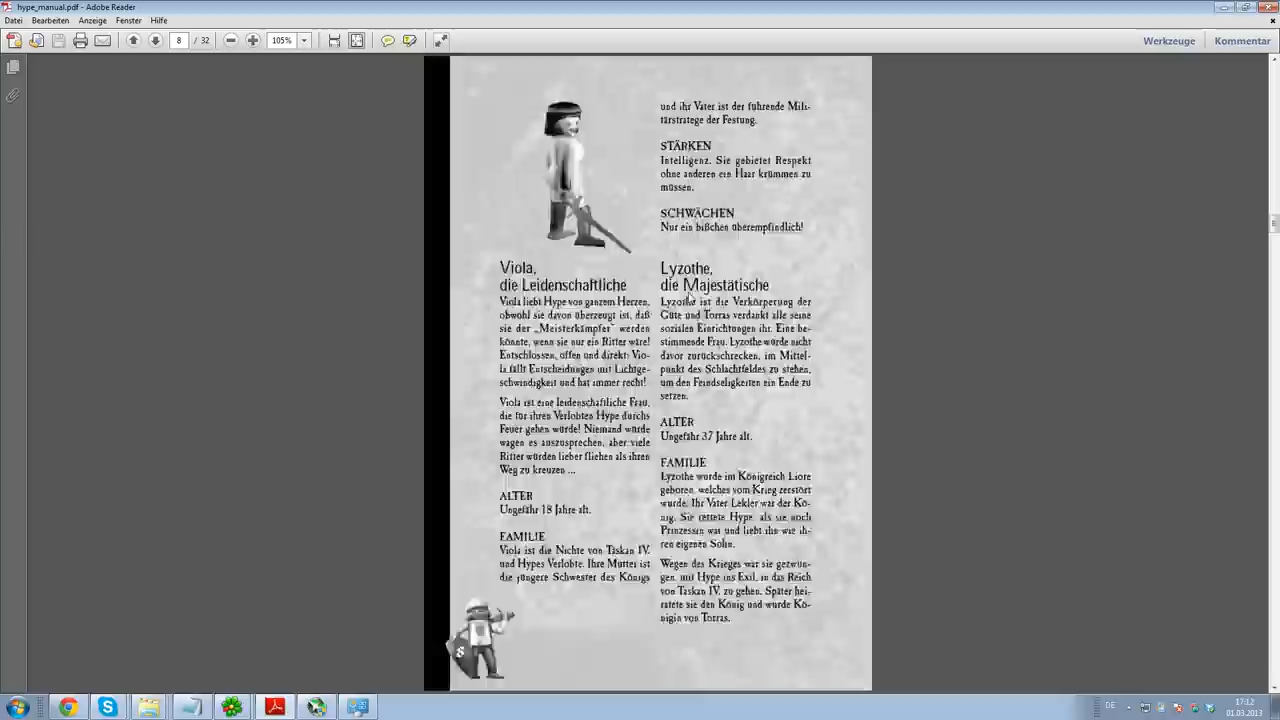 hype_manual.pdf - Adobe Reader
Datei Bearbeiten Anzeige Fenster Hilfe
8 / 32 105% Werkzeuge Kommentar
Viola,
die Leidenschaftliche
Viola liebt Hype von ganzem Herzen,
obwohl sie davon überzeugt ist, daß
sie der „Meisterkämpfer" werden
könnte, wenn sie nur ein Ritter wäre!
Entschlossen, offen und direkt: Vio-
la fällt Entscheidungen mit Lichtge-
schwindigkeit und hat immer recht!
Viola ist eine leidenschaftliche Frau,
die für ihren Verlobten Hype durchs
Feuer gehen würde! Niemand würde
wagen es auszusprechen, aber viele
Ritter würden lieber fliehen als ihren
Weg zu kreuzen ...
ALTER
Ungefähr 18 Jahre alt.
FAMILIE
Viola ist die Nichte von Taskan IV.
und Hypes Verlobte. Ihre Mutter ist
die jüngere Schwester des Königs
8
und ihr Vater ist der führende Mili-
tärstratege der Festung.
STÄRKEN
Intelligenz. Sie gebietet Respekt
ohne anderen ein Haar krümmen zu
müssen.
SCHWÄCHEN
Nur ein bißchen überempfindlich!
Lyzothe,
die Majestätische
Lyzothe ist die Verkörperung der
Güte und Torras verdankt alle seine
sozialen Einrichtungen ihr. Eine be-
stimmende Frau. Lyzothe würde nicht
davor zurückschrecken, im Mittel-
punkt des Schlachtfeldes zu stehen,
um den Feindseligkeiten ein Ende zu
setzen.
ALTER
Ungefähr 37 Jahre alt.
FAMILIE
Lyzothe wurde im Königreich Liore
geboren, welches vom Krieg zerstört
wurde. Ihr Vater Lekler war der Kö-
nig. Sie rettete Hype, als sie noch
Prinzessin war und liebt ihn wie ih-
ren eigenen Sohn.
Wegen des Krieges war sie gezwun-
gen, mit Hype ins Exil, in das Reich
von Taskan IV. zu gehen. Später hei-
ratete sie den König und wurde Kö-
nigin von Torras.
DE 17:12
01.03.2013